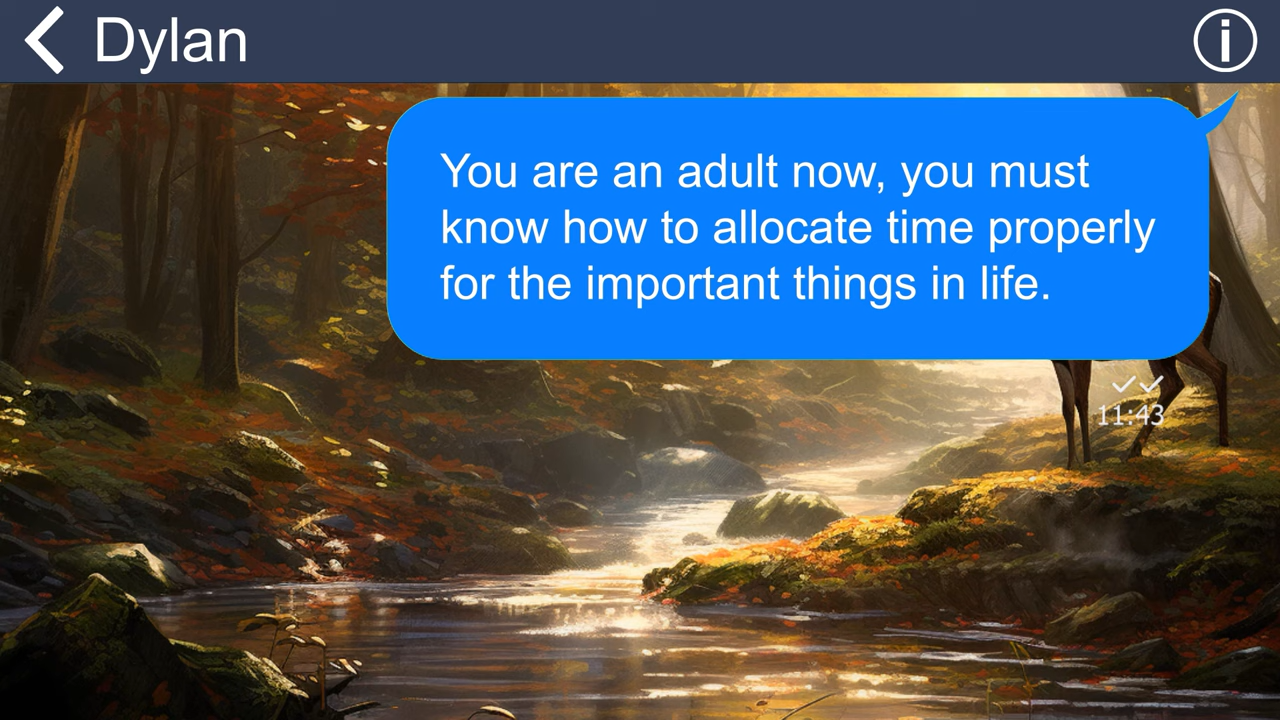 Dylan
You are an adult now, you must
know how to allocate time properly
for the important things in life.
11:43